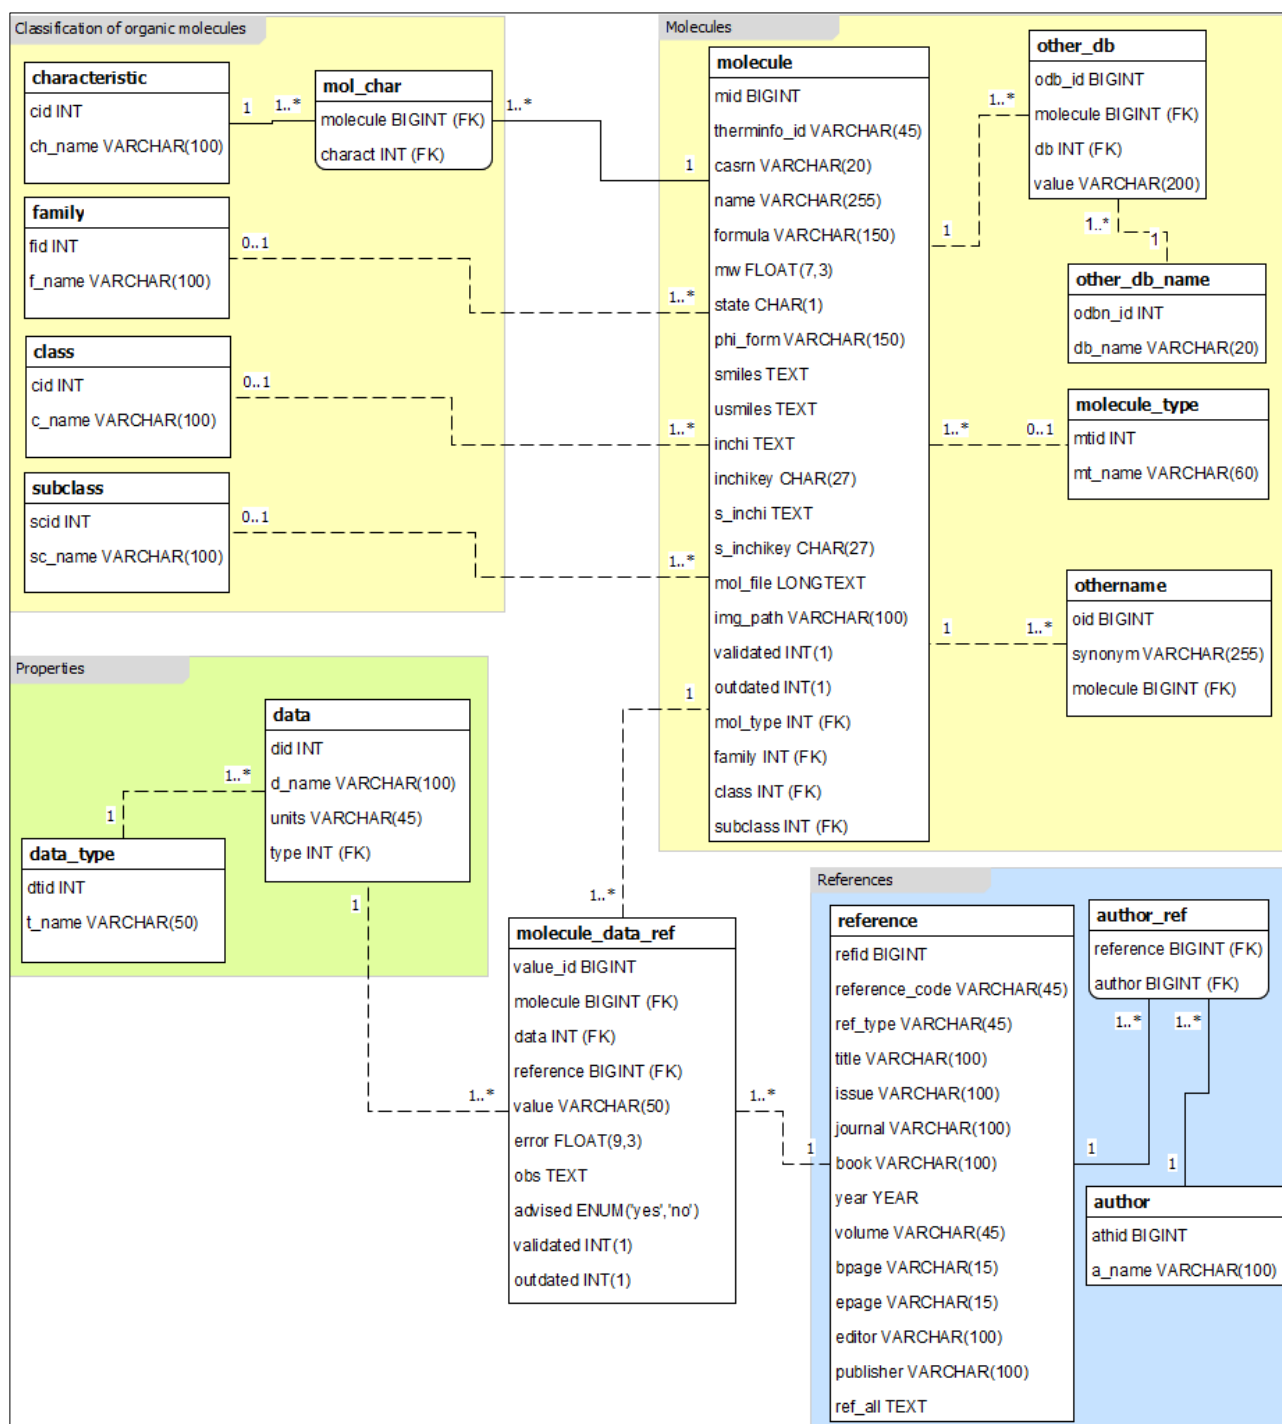 Classification of organic molecules
characteristic
cid INT
ch_name VARCHAR(100)
1
1..*
mol_char
molecule BIGINT (FK)
charact INT (FK)
1..*
1
family
fid INT
f_name VARCHAR(100)
0..1
1..*
class
cid INT
c_name VARCHAR(100)
0..1
1..*
subclass
scid INT
sc_name VARCHAR(100)
0..1
1..*
Molecules
molecule
mid BIGINT
therminfo_id VARCHAR(45)
casrn VARCHAR(20)
name VARCHAR(255)
formula VARCHAR(150)
mw FLOAT(7,3)
state CHAR(1)
phi_form VARCHAR(150)
smiles TEXT
usmiles TEXT
inchi TEXT
inchikey CHAR(27)
s_inchi TEXT
s_inchikey CHAR(27)
mol_file LONGTEXT
img_path VARCHAR(100)
validated INT(1)
outdated INT(1)
mol_type INT (FK)
family INT (FK)
class INT (FK)
subclass INT (FK)
other_db
odb_id BIGINT
molecule BIGINT (FK)
db INT (FK)
value VARCHAR(200)
1..*
1
1..*
1
other_db_name
odbn_id INT
db_name VARCHAR(20)
molecule_type
mtid INT
mt_name VARCHAR(60)
1..*
0..1
othername
oid BIGINT
synonym VARCHAR(255)
molecule BIGINT (FK)
1
1..*
Properties
data
did INT
d_name VARCHAR(100)
units VARCHAR(45)
type INT (FK)
1..*
1
data_type
dtid INT
t_name VARCHAR(50)
1
1..*
1
1..*
molecule_data_ref
value_id BIGINT
molecule BIGINT (FK)
data INT (FK)
reference BIGINT (FK)
value VARCHAR(50)
error FLOAT(9,3)
obs TEXT
advised ENUM('yes','no')
validated INT(1)
outdated INT(1)
1..*
1
References
reference
refid BIGINT
reference_code VARCHAR(45)
ref_type VARCHAR(45)
title VARCHAR(100)
issue VARCHAR(100)
journal VARCHAR(100)
book VARCHAR(100)
year YEAR
volume VARCHAR(45)
bpage VARCHAR(15)
epage VARCHAR(15)
editor VARCHAR(100)
publisher VARCHAR(100)
ref_all TEXT
author_ref
reference BIGINT (FK)
author BIGINT (FK)
1..*
1..*
1
1
author
athid BIGINT
a_name VARCHAR(100)